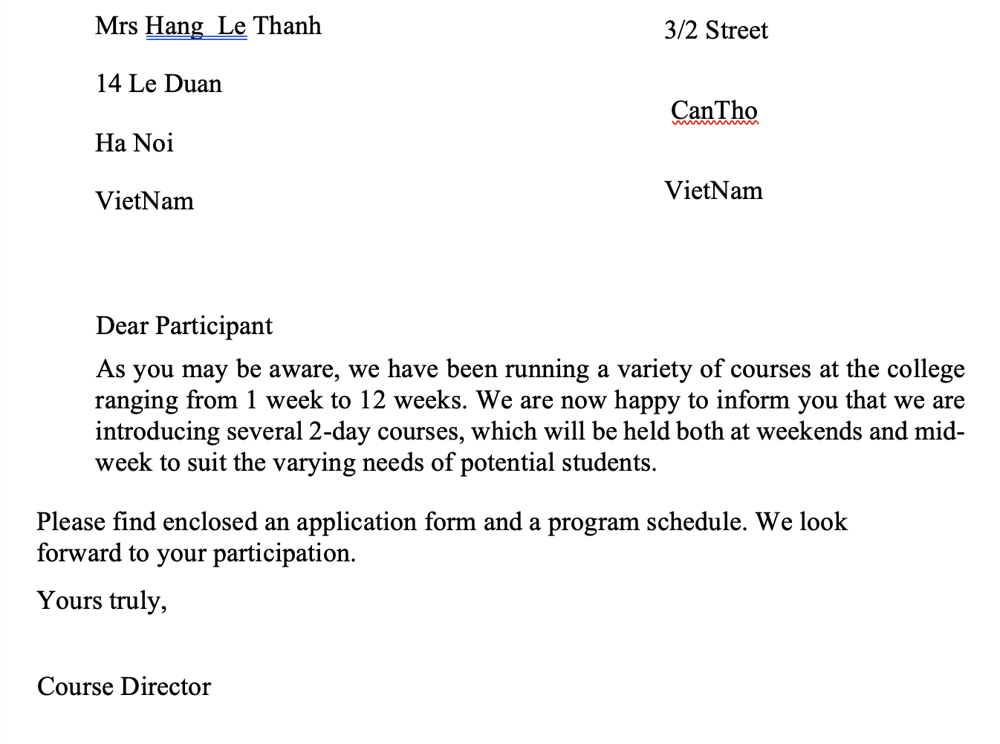 Mrs Hang  Le Thanh
14 Le Duan
Ha Noi
VietNam
3/2 Street
CanTho
VietNam
Dear Participant
As you may be aware, we have been running a variety of courses at the college
ranging from 1 week to 12 weeks. We are now happy to inform you that we are
introducing several 2-day courses, which will be held both at weekends and mid-
week to suit the varying needs of potential students.
Please find enclosed an application form and a program schedule. We look
forward to your participation.
Yours truly,
Course Director